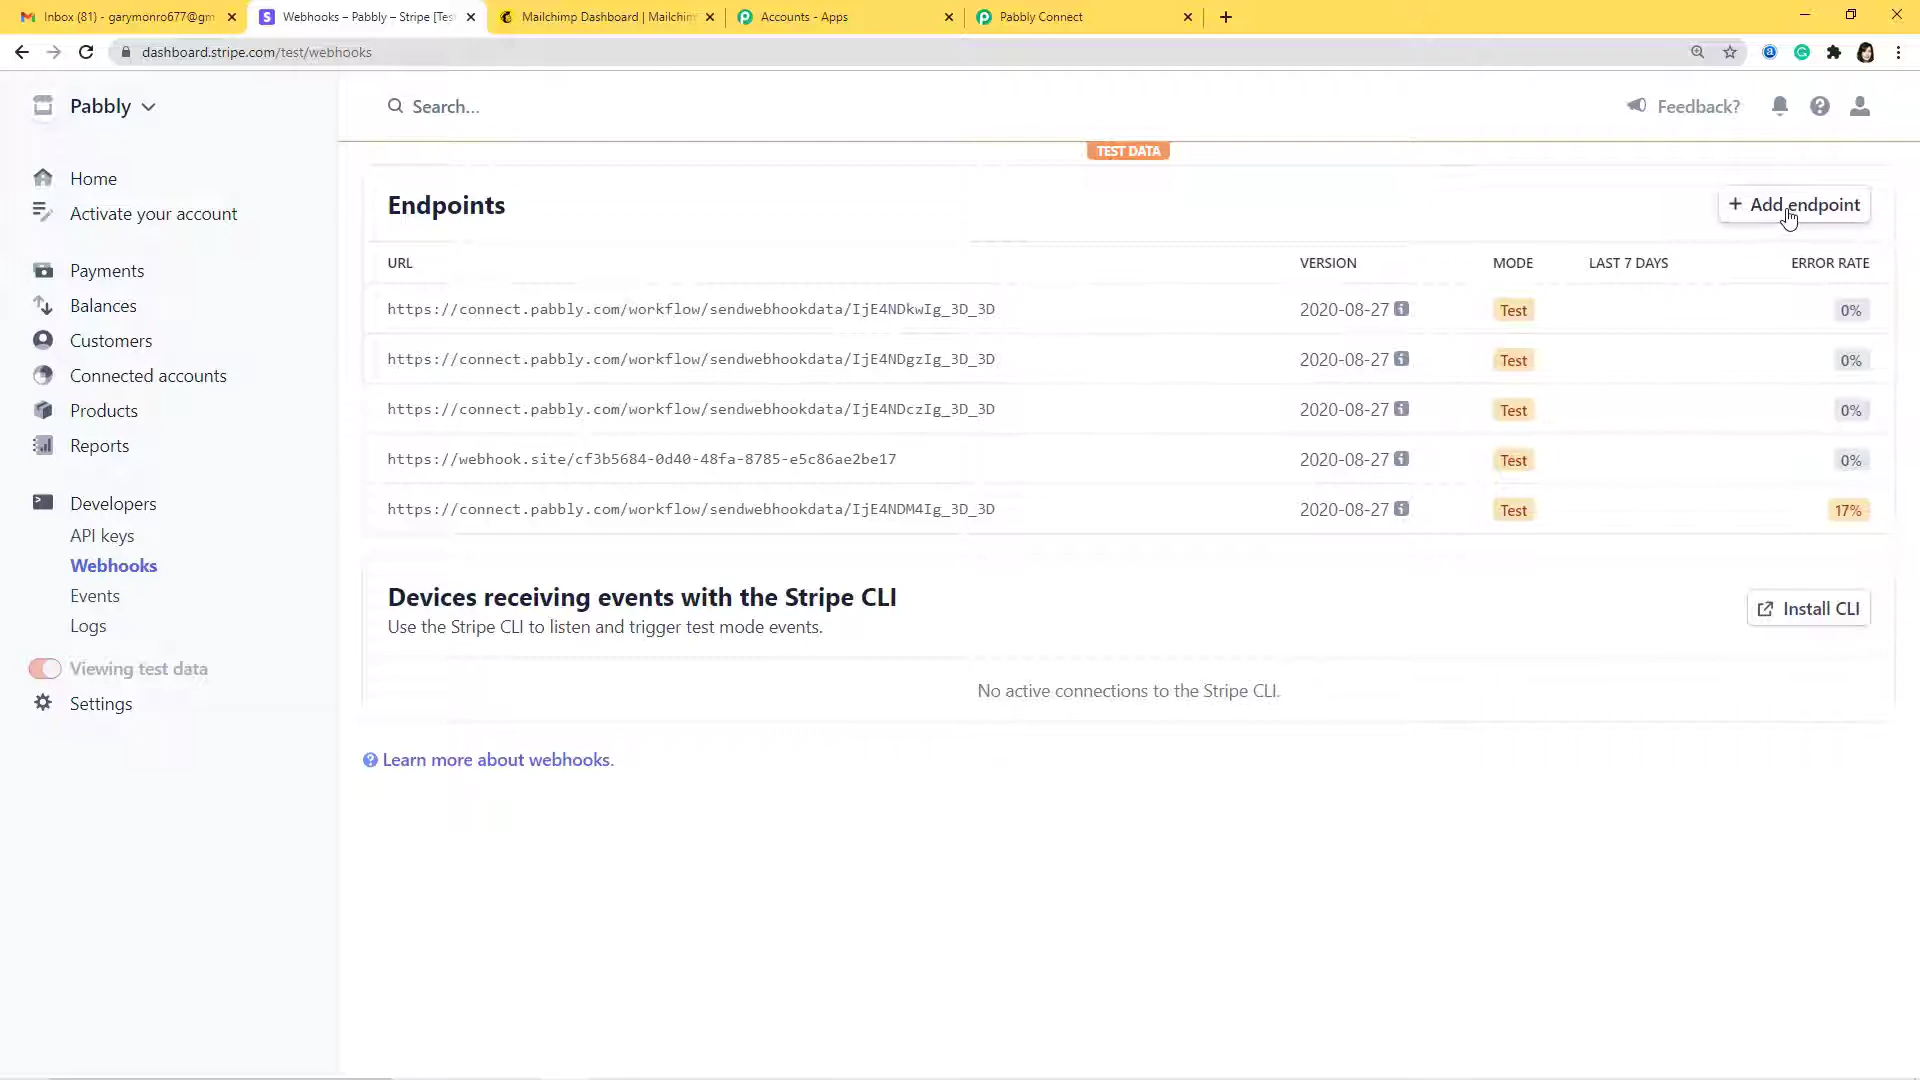 Inbox (81) - garymonro677@gm
Webhooks – Pabbly – Stripe [Tes
Mailchimp Dashboard | Mailchim
Accounts - Apps
Pabbly Connect
dashboard.stripe.com/test/webhooks
Pabbly
Search...
Feedback?
TEST DATA
Home
Activate your account
Payments
Balances
Customers
Connected accounts
Products
Reports
Developers
API keys
Webhooks
Events
Logs
Viewing test data
Settings
Endpoints
+ Add endpoint
URL VERSION MODE LAST 7 DAYS ERROR RATE
https://connect.pabbly.com/workflow/sendwebhookdata/IjE4NDkwIg_3D_3D 2020-08-27 Test 0%
https://connect.pabbly.com/workflow/sendwebhookdata/IjE4NDgzIg_3D_3D 2020-08-27 Test 0%
https://connect.pabbly.com/workflow/sendwebhookdata/IjE4NDczIg_3D_3D 2020-08-27 Test 0%
https://webhook.site/cf3b5684-0d40-48fa-8785-e5c86ae2be17 2020-08-27 Test 0%
https://connect.pabbly.com/workflow/sendwebhookdata/IjE4NDM4Ig_3D_3D 2020-08-27 Test 17%
Devices receiving events with the Stripe CLI
Install CLI
Use the Stripe CLI to listen and trigger test mode events.
No active connections to the Stripe CLI.
Learn more about webhooks.